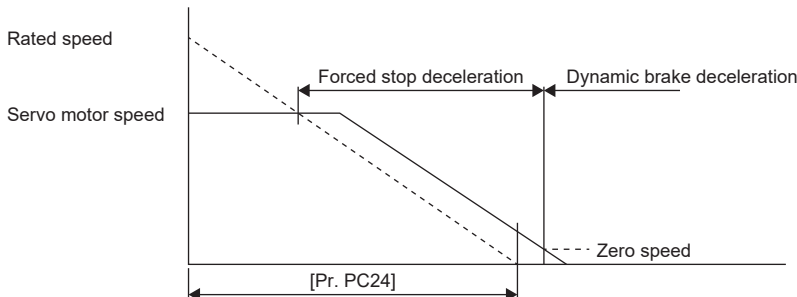 Rated speed
Forced stop deceleration
Dynamic brake deceleration
Servo motor speed
Zero speed
[Pr. PC24]